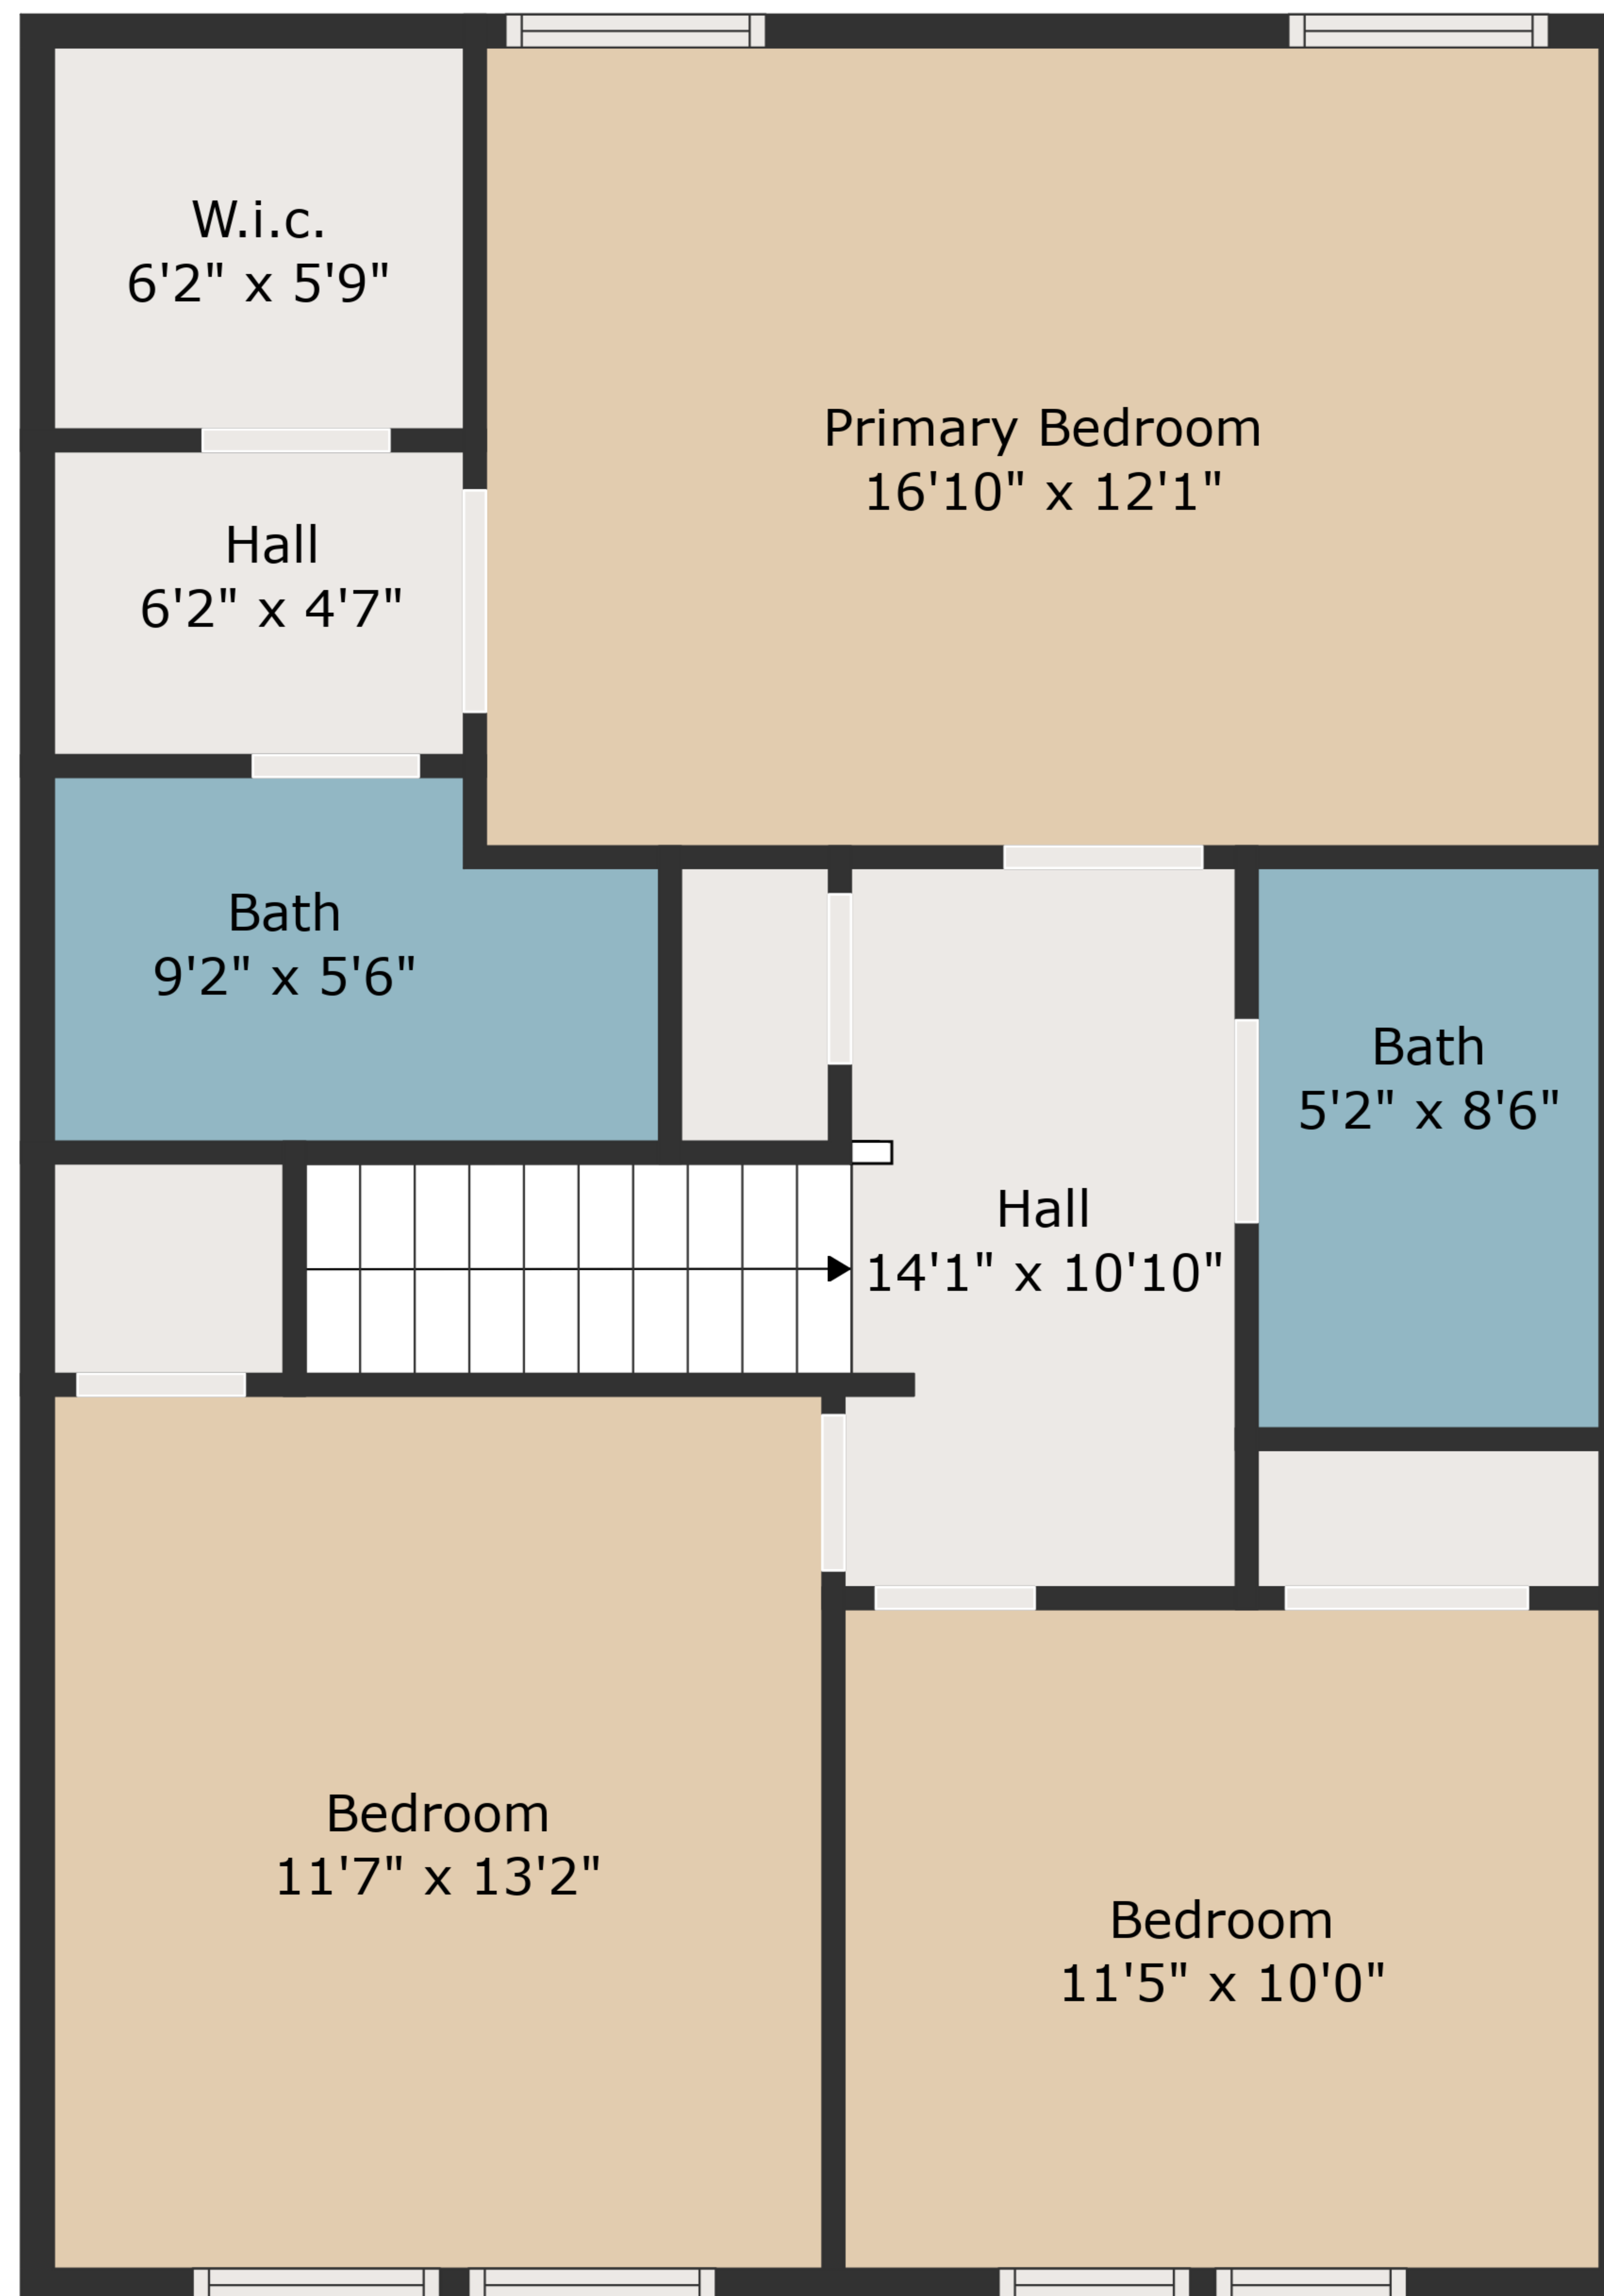 W.i.c.
6'2" x 5'9"
Primary Bedroom
16'10" x 12'1"
Hall
6'2" x 4'7"
Bath
9'2" x 5'6"
Bath
5'2" x 8'6"
Hall
14'1" x 10'10"
Bedroom
11'7" x 13'2"
Bedroom
11'5" x 10'0"